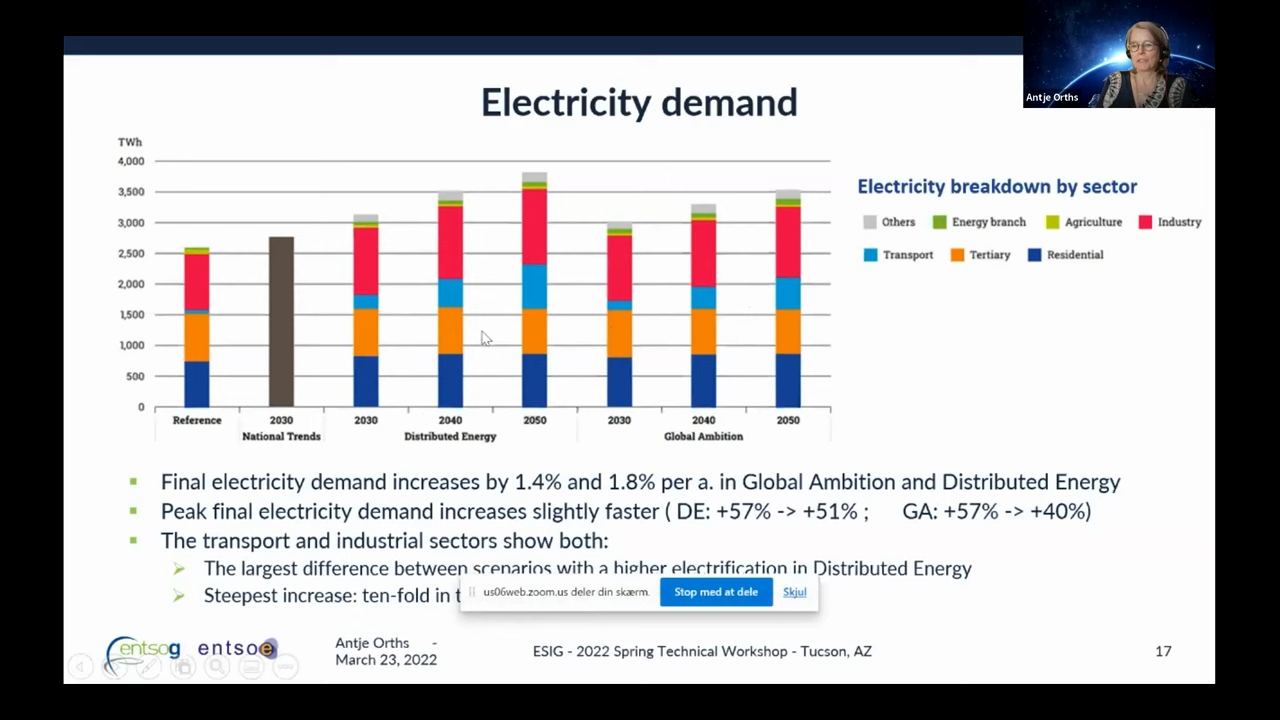 Antje Orths
Electricity demand
TWh
4,000
3,500
3,000
2,500
2,000
1,500
1,000
500
0
Reference 2030 2030 2040 2050 2030 2040 2050
National Trends Distributed Energy Global Ambition
Electricity breakdown by sector
Others Energy branch Agriculture Industry
Transport Tertiary Residential
Final electricity demand increases by 1.4% and 1.8% per a. in Global Ambition and Distributed Energy
Peak final electricity demand increases slightly faster ( DE: +57% -> +51% ; GA: +57% -> +40%)
The transport and industrial sectors show both:
The largest difference between scenarios with a higher electrification in Distributed Energy
Steepest increase: ten-fold in t
us06web.zoom.us deler din skærm. Stop med at dele Skjul
entsog entsoe
Antje Orths -
March 23, 2022
ESIG - 2022 Spring Technical Workshop - Tucson, AZ
17